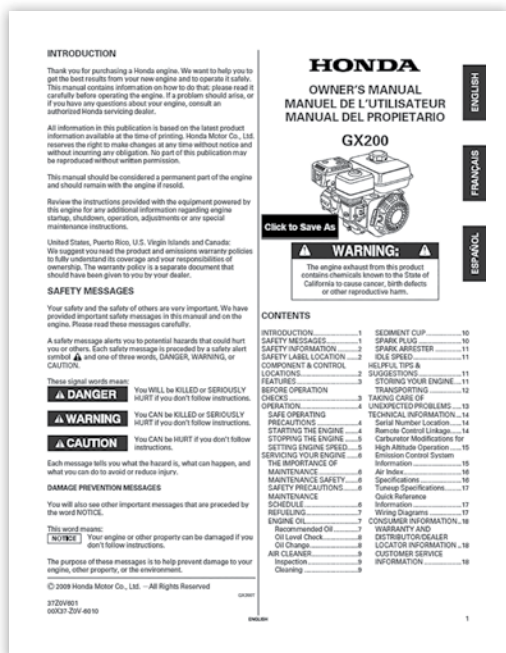 INTRODUCTION
Thank you for purchasing a Honda engine. We want to help you to
get the best results from your new engine and to operate it safely.
This manual contains information on how to do that; please read it
carefully before operating the engine. If a problem should arise, or
if you have any questions about your engine, consult an
authorized Honda servicing dealer.
All information in this publication is based on the latest product
information available at the time of printing. Honda Motor Co., Ltd.
reserves the right to make changes at any time without notice and
without incurring any obligation. No part of this publication may
be reproduced without written permission.
This manual should be considered a permanent part of the engine
and should remain with the engine if resold.
Review the instructions provided with the equipment powered by
this engine for any additional information regarding engine
startup, shutdown, operation, adjustments or any special
maintenance instructions.
United States, Puerto Rico, U.S. Virgin Islands and Canada:
We suggest you read the product and emissions warranty policies
to fully understand its coverage and your responsibilities of
ownership. The warranty policy is a separate document that
should have been given to you by your dealer.
SAFETY MESSAGES
Your safety and the safety of others are very important. We have
provided important safety messages in this manual and on the
engine. Please read these messages carefully.
A safety message alerts you to potential hazards that could hurt
you or others. Each safety message is preceded by a safety alert
symbol and one of three words, DANGER, WARNING, or
CAUTION.
These signal words mean:
DANGER You WILL be KILLED or SERIOUSLY
HURT if you don't follow instructions.
WARNING You CAN be KILLED or SERIOUSLY
HURT if you don't follow instructions.
CAUTION You CAN be HURT if you don't follow
instructions.
Each message tells you what the hazard is, what can happen, and
what you can do to avoid or reduce injury.
DAMAGE PREVENTION MESSAGES
You will also see other important messages that are preceded by
the word NOTICE.
This word means:
NOTICE Your engine or other property can be damaged if you
don't follow instructions.
The purpose of these messages is to help prevent damage to your
engine, other property, or the environment.
© 2009 Honda Motor Co., Ltd. —All Rights Reserved
37Z0V601
00X37-Z0V-6010
HONDA
OWNER'S MANUAL
MANUEL DE L'UTILISATEUR
MANUAL DEL PROPIETARIO
GX200
Click to Save As
WARNING:
The engine exhaust from this product
contains chemicals known to the State of
California to cause cancer, birth defects
or other reproductive harm.
CONTENTS
INTRODUCTION...............1
SAFETY MESSAGES...........1
SAFETY INFORMATION......2
SAFETY LABEL LOCATION ....2
COMPONENT & CONTROL
LOCATIONS...................2
FEATURES.....................3
BEFORE OPERATION
CHECKS.......................3
OPERATION...................4
SAFE OPERATING
PRECAUTIONS................4
STARTING THE ENGINE.....4
STOPPING THE ENGINE.....5
SETTING ENGINE SPEED....5
SERVICING YOUR ENGINE...6
THE IMPORTANCE OF
MAINTENANCE...............6
MAINTENANCE SAFETY......6
SAFETY PRECAUTIONS......6
MAINTENANCE
SCHEDULE....................6
REFUELING....................7
ENGINE OIL...................7
Recommended Oil...........7
Oil Level Check..............8
Oil Change....................8
AIR CLEANER.................9
Inspection.....................9
Cleaning.......................9
SEDIMENT CUP..............10
SPARK PLUG.................10
SPARK ARRESTER...........11
IDLE SPEED...................11
HELPFUL TIPS &
SUGGESTIONS...............11
STORING YOUR ENGINE....11
TRANSPORTING.............12
TAKING CARE OF
UNEXPECTED PROBLEMS...13
TECHNICAL INFORMATION..14
Serial Number Location.....14
Remote Control Linkage....14
Carburetor Modifications for
High Altitude Operation....15
Emission Control System
Information..................15
Air Index.....................16
Specifications................16
Tuneup Specifications......17
Quick Reference
Information..................17
Wiring Diagrams............17
CONSUMER INFORMATION..18
WARRANTY AND
DISTRIBUTOR/DEALER
LOCATOR INFORMATION...18
CUSTOMER SERVICE
INFORMATION...............18
ENGLISH
FRANÇAIS
ESPAÑOL
ENGLISH
1